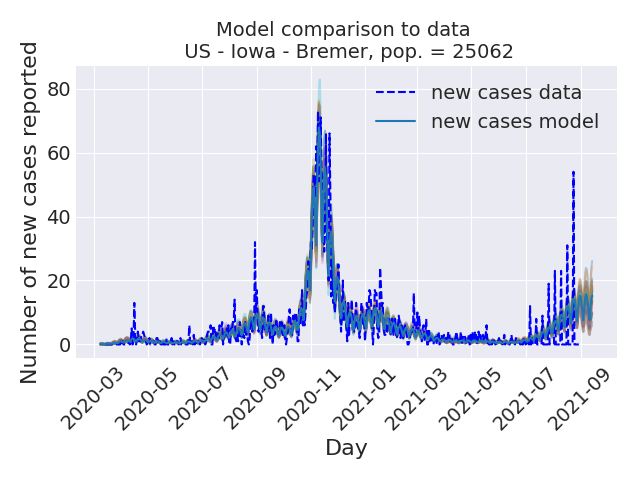 Model comparison to data
US - Iowa - Bremer, pop. = 25062
Number of new cases reported
80
60
40
20
0
new cases data
new cases model
2020-03
2020-05
2020-07
2020-09
2020-11
2021-01
2021-03
2021-05
2021-07
2021-09
Day